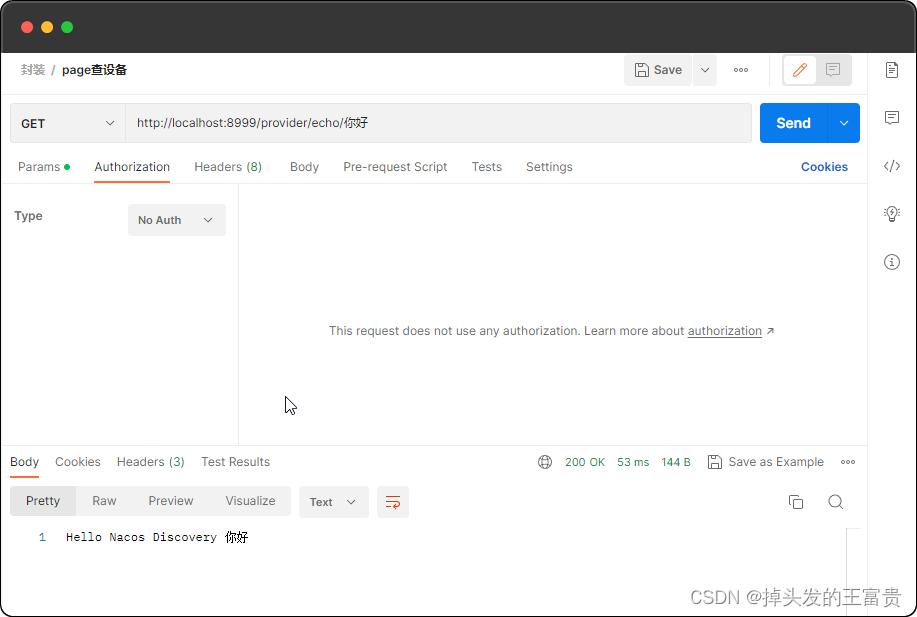 封装 / page查设备 Save
GET http://localhost:8999/provider/echo/你好 Send
Params Authorization Headers (8) Body Pre-request Script Tests Settings Cookies
Type No Auth
This request does not use any authorization. Learn more about authorization ↗
Body Cookies Headers (3) Test Results 200 OK 53 ms 144 B Save as Example
Pretty Raw Preview Visualize Text
1 Hello Nacos Discovery 你好
CSDN @掉头发的王富贵